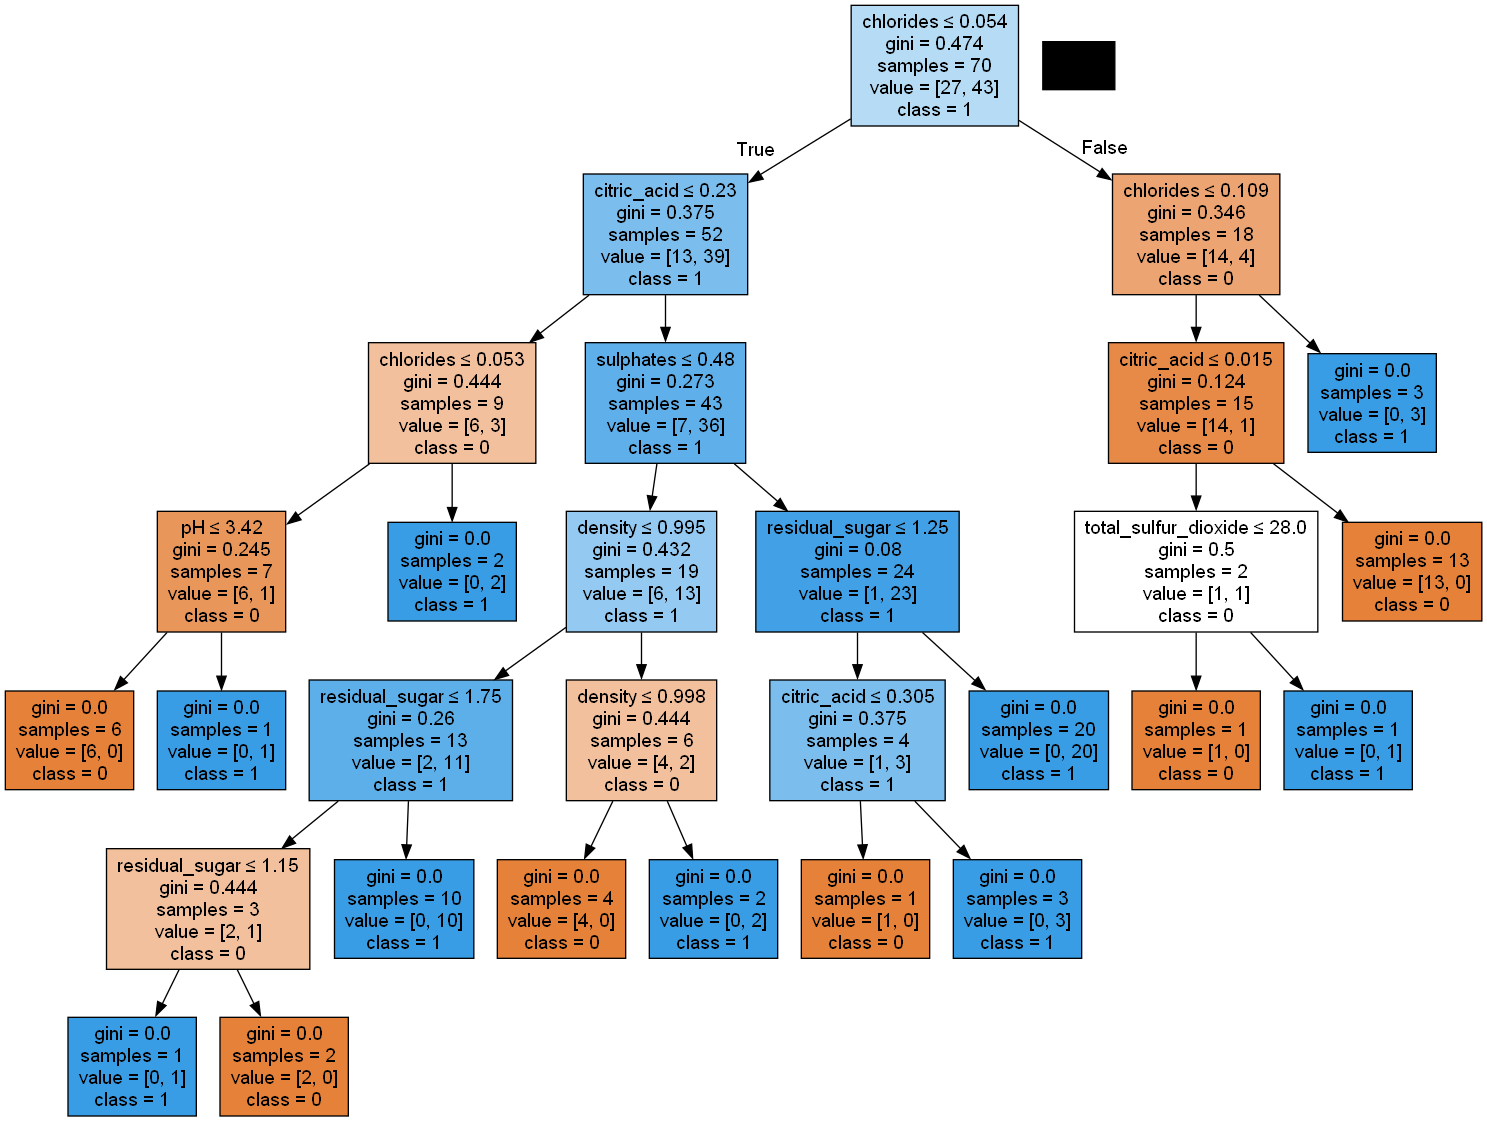 chlorides ≤ 0.054
gini = 0.474
samples = 70
value = [27, 43]
class = 1
True
False
citric_acid ≤ 0.23
gini = 0.375
samples = 52
value = [13, 39]
class = 1
chlorides ≤ 0.109
gini = 0.346
samples = 18
value = [14, 4]
class = 0
chlorides ≤ 0.053
gini = 0.444
samples = 9
value = [6, 3]
class = 0
sulphates ≤ 0.48
gini = 0.273
samples = 43
value = [7, 36]
class = 1
citric_acid ≤ 0.015
gini = 0.124
samples = 15
value = [14, 1]
class = 0
gini = 0.0
samples = 3
value = [0, 3]
class = 1
pH ≤ 3.42
gini = 0.245
samples = 7
value = [6, 1]
class = 0
gini = 0.0
samples = 2
value = [0, 2]
class = 1
density ≤ 0.995
gini = 0.432
samples = 19
value = [6, 13]
class = 1
residual_sugar ≤ 1.25
gini = 0.08
samples = 24
value = [1, 23]
class = 1
total_sulfur_dioxide ≤ 28.0
gini = 0.5
samples = 2
value = [1, 1]
class = 0
gini = 0.0
samples = 13
value = [13, 0]
class = 0
gini = 0.0
samples = 6
value = [6, 0]
class = 0
gini = 0.0
samples = 1
value = [0, 1]
class = 1
residual_sugar ≤ 1.75
gini = 0.26
samples = 13
value = [2, 11]
class = 1
density ≤ 0.998
gini = 0.444
samples = 6
value = [4, 2]
class = 0
citric_acid ≤ 0.305
gini = 0.375
samples = 4
value = [1, 3]
class = 1
gini = 0.0
samples = 20
value = [0, 20]
class = 1
gini = 0.0
samples = 1
value = [1, 0]
class = 0
gini = 0.0
samples = 1
value = [0, 1]
class = 1
residual_sugar ≤ 1.15
gini = 0.444
samples = 3
value = [2, 1]
class = 0
gini = 0.0
samples = 10
value = [0, 10]
class = 1
gini = 0.0
samples = 4
value = [4, 0]
class = 0
gini = 0.0
samples = 2
value = [0, 2]
class = 1
gini = 0.0
samples = 1
value = [1, 0]
class = 0
gini = 0.0
samples = 3
value = [0, 3]
class = 1
gini = 0.0
samples = 1
value = [0, 1]
class = 1
gini = 0.0
samples = 2
value = [2, 0]
class = 0